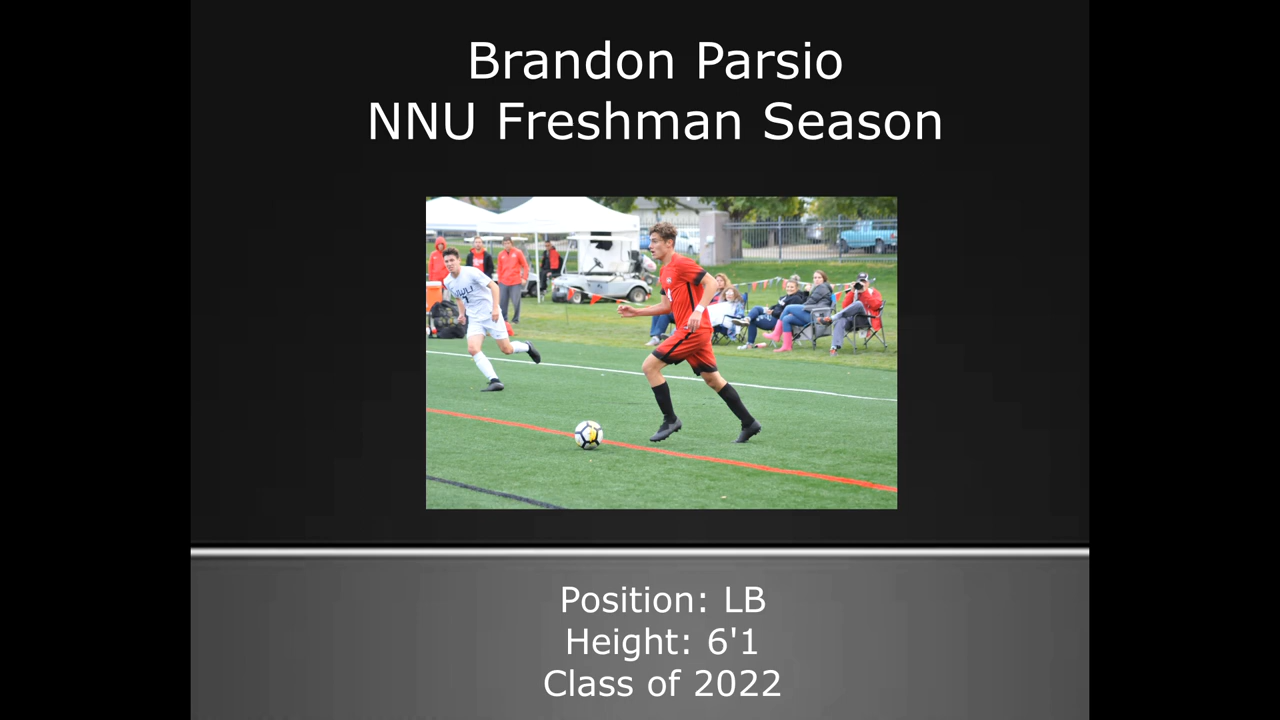 Brandon Parsio
NNU Freshman Season
Position: LB
Height: 6'1
Class of 2022